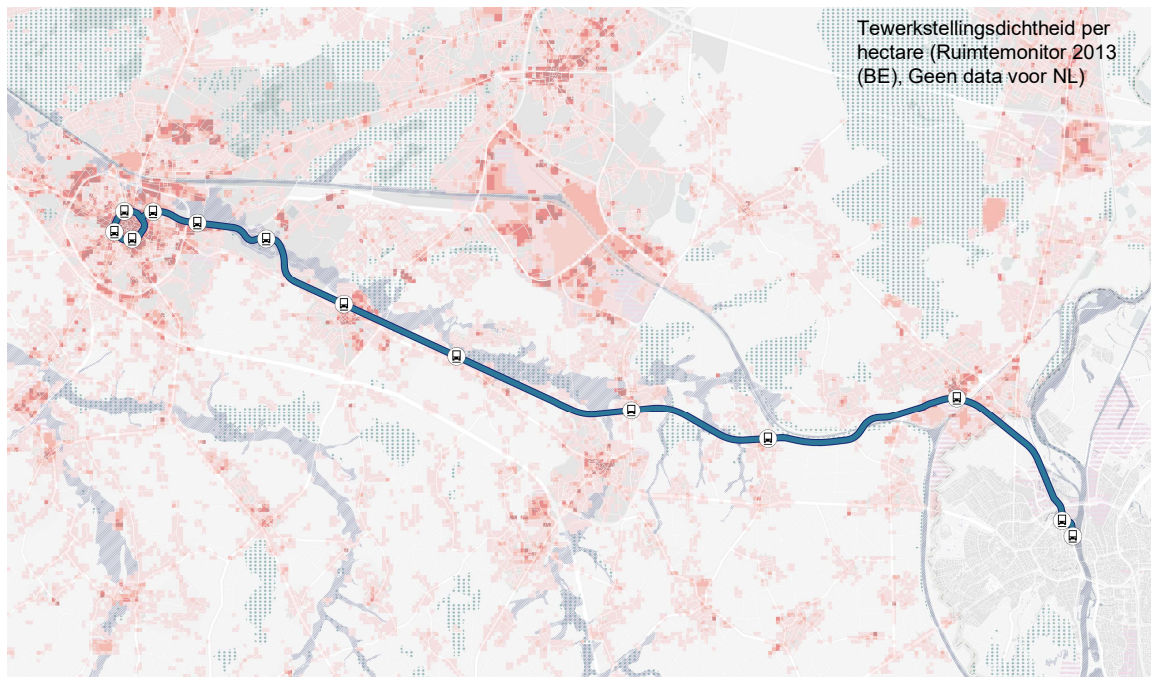 Tewerkstellingsdichtheid per
hectare (Ruimtemonitor 2013
(BE), Geen data voor NL)